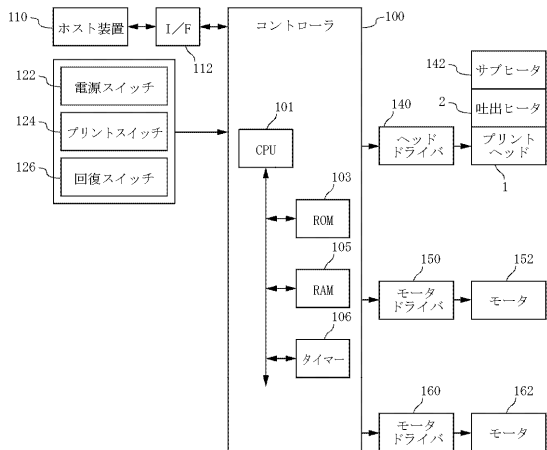 110
ホスト装置
I/F
112
コントローラ
100
122
電源スイッチ
124
プリントスイッチ
126
回復スイッチ
101
CPU
103
ROM
105
RAM
106
タイマー
142
サブヒータ
2
吐出ヒータ
140
ヘッド
ドライバ
プリント
ヘッド
1
150
モータ
ドライバ
152
モータ
160
モータ
ドライバ
162
モータ